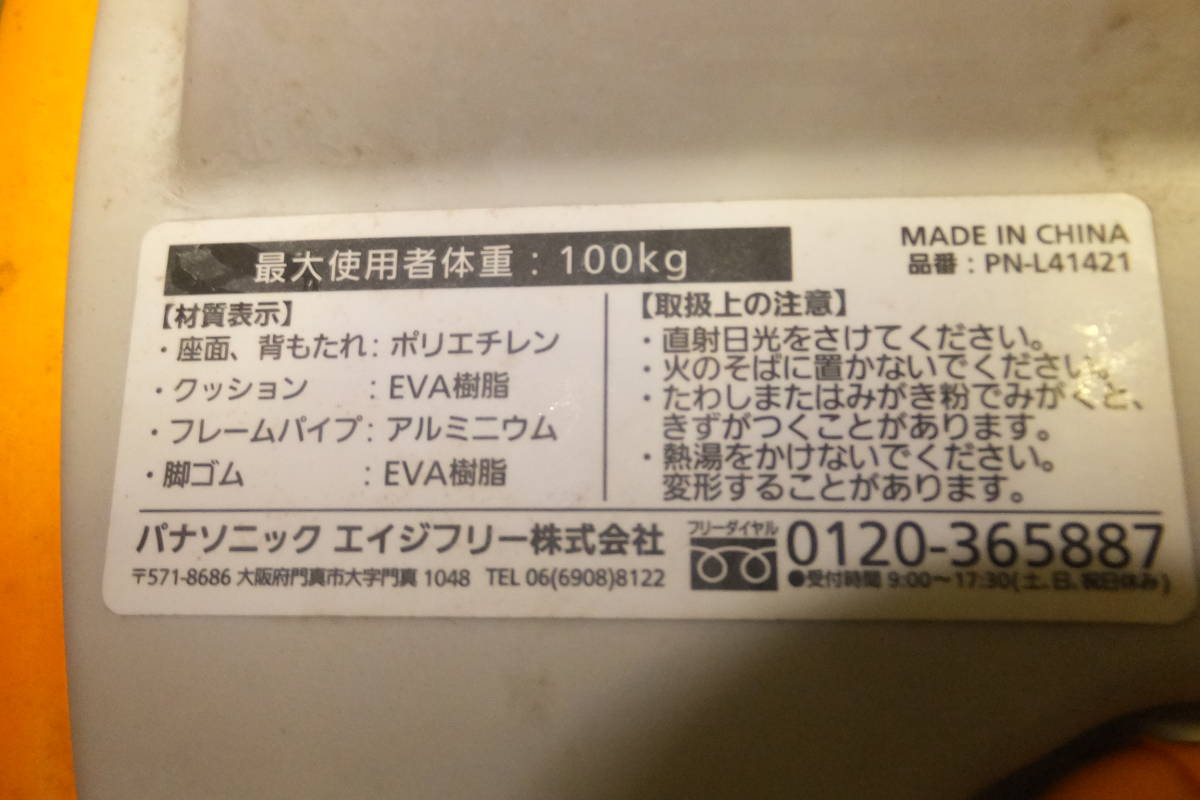 最大使用者体重：100kg
MADE IN CHINA
品番：PN-L41421
【材質表示】
・座面、背もたれ：ポリエチレン
・クッション　　：EVA樹脂
・フレームパイプ：アルミニウム
・脚ゴム　　　　：EVA樹脂
【取扱上の注意】
・直射日光をさけてください。
・火のそばに置かないでください。
・たわしまたはみがき粉でみがくと、
きずがつくことがあります。
・熱湯をかけないでください。
変形することがあります。
パナソニック エイジフリー株式会社
〒571-8686 大阪府門真市大字門真1048 TEL 06(6908)8122
フリーダイヤル
0120-365887
●受付時間 9:00～17:30(土、日、祝日休み)